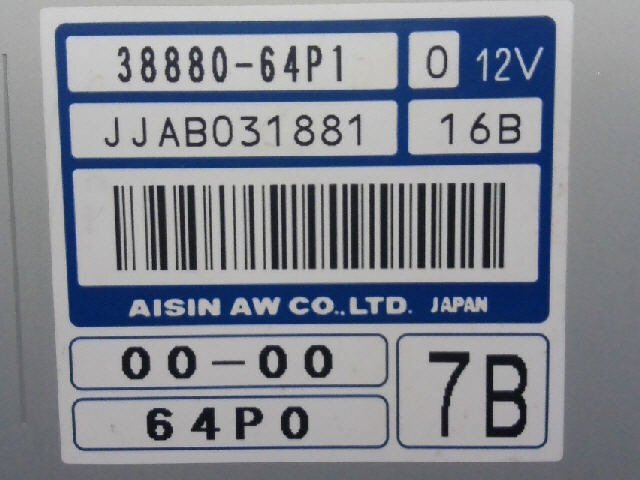 38880-64P1 0 12V
JJAB031881 16B
AISIN AW CO.,LTD. JAPAN
00-00
64P0
7B